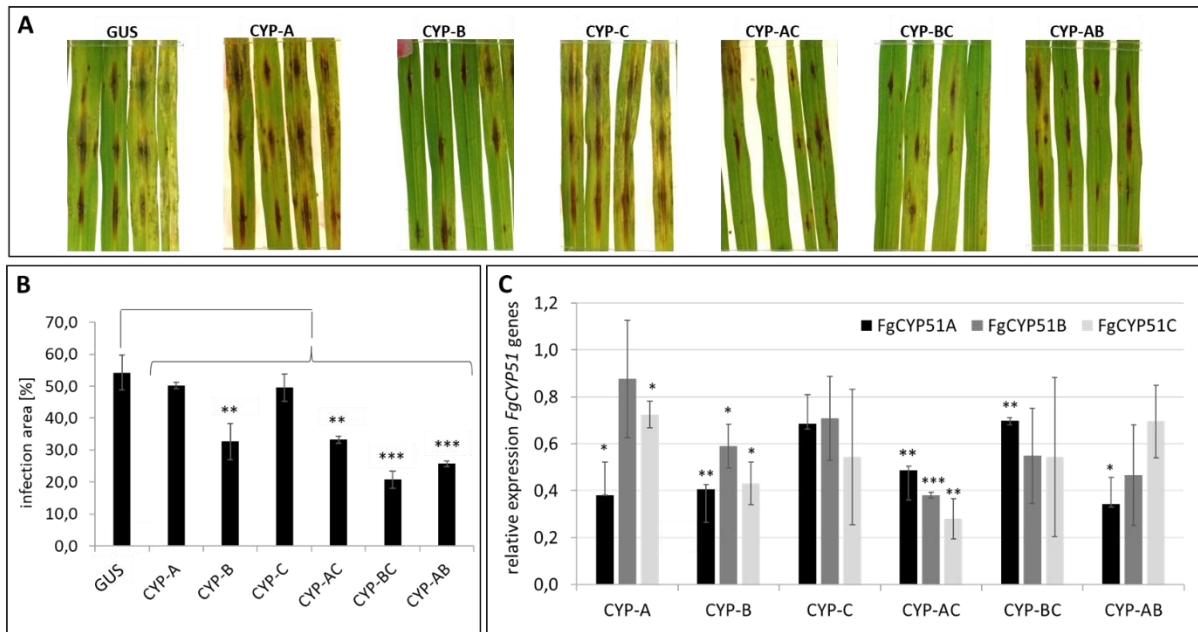 A
GUS CYP-A CYP-B CYP-C CYP-AC CYP-BC CYP-AB
B
infection area [%]
70,0
60,0
50,0
40,0
30,0
20,0
10,0
0,0
** ** *** ***
GUS CYP-A CYP-B CYP-C CYP-AC CYP-BC CYP-AB
C
relative expression FgCYP51 genes
1,2
1,0
0,8
0,6
0,4
0,2
0,0
FgCYP51A FgCYP51B FgCYP51C
* * ** * * ** *** ** ** *
CYP-A CYP-B CYP-C CYP-AC CYP-BC CYP-AB